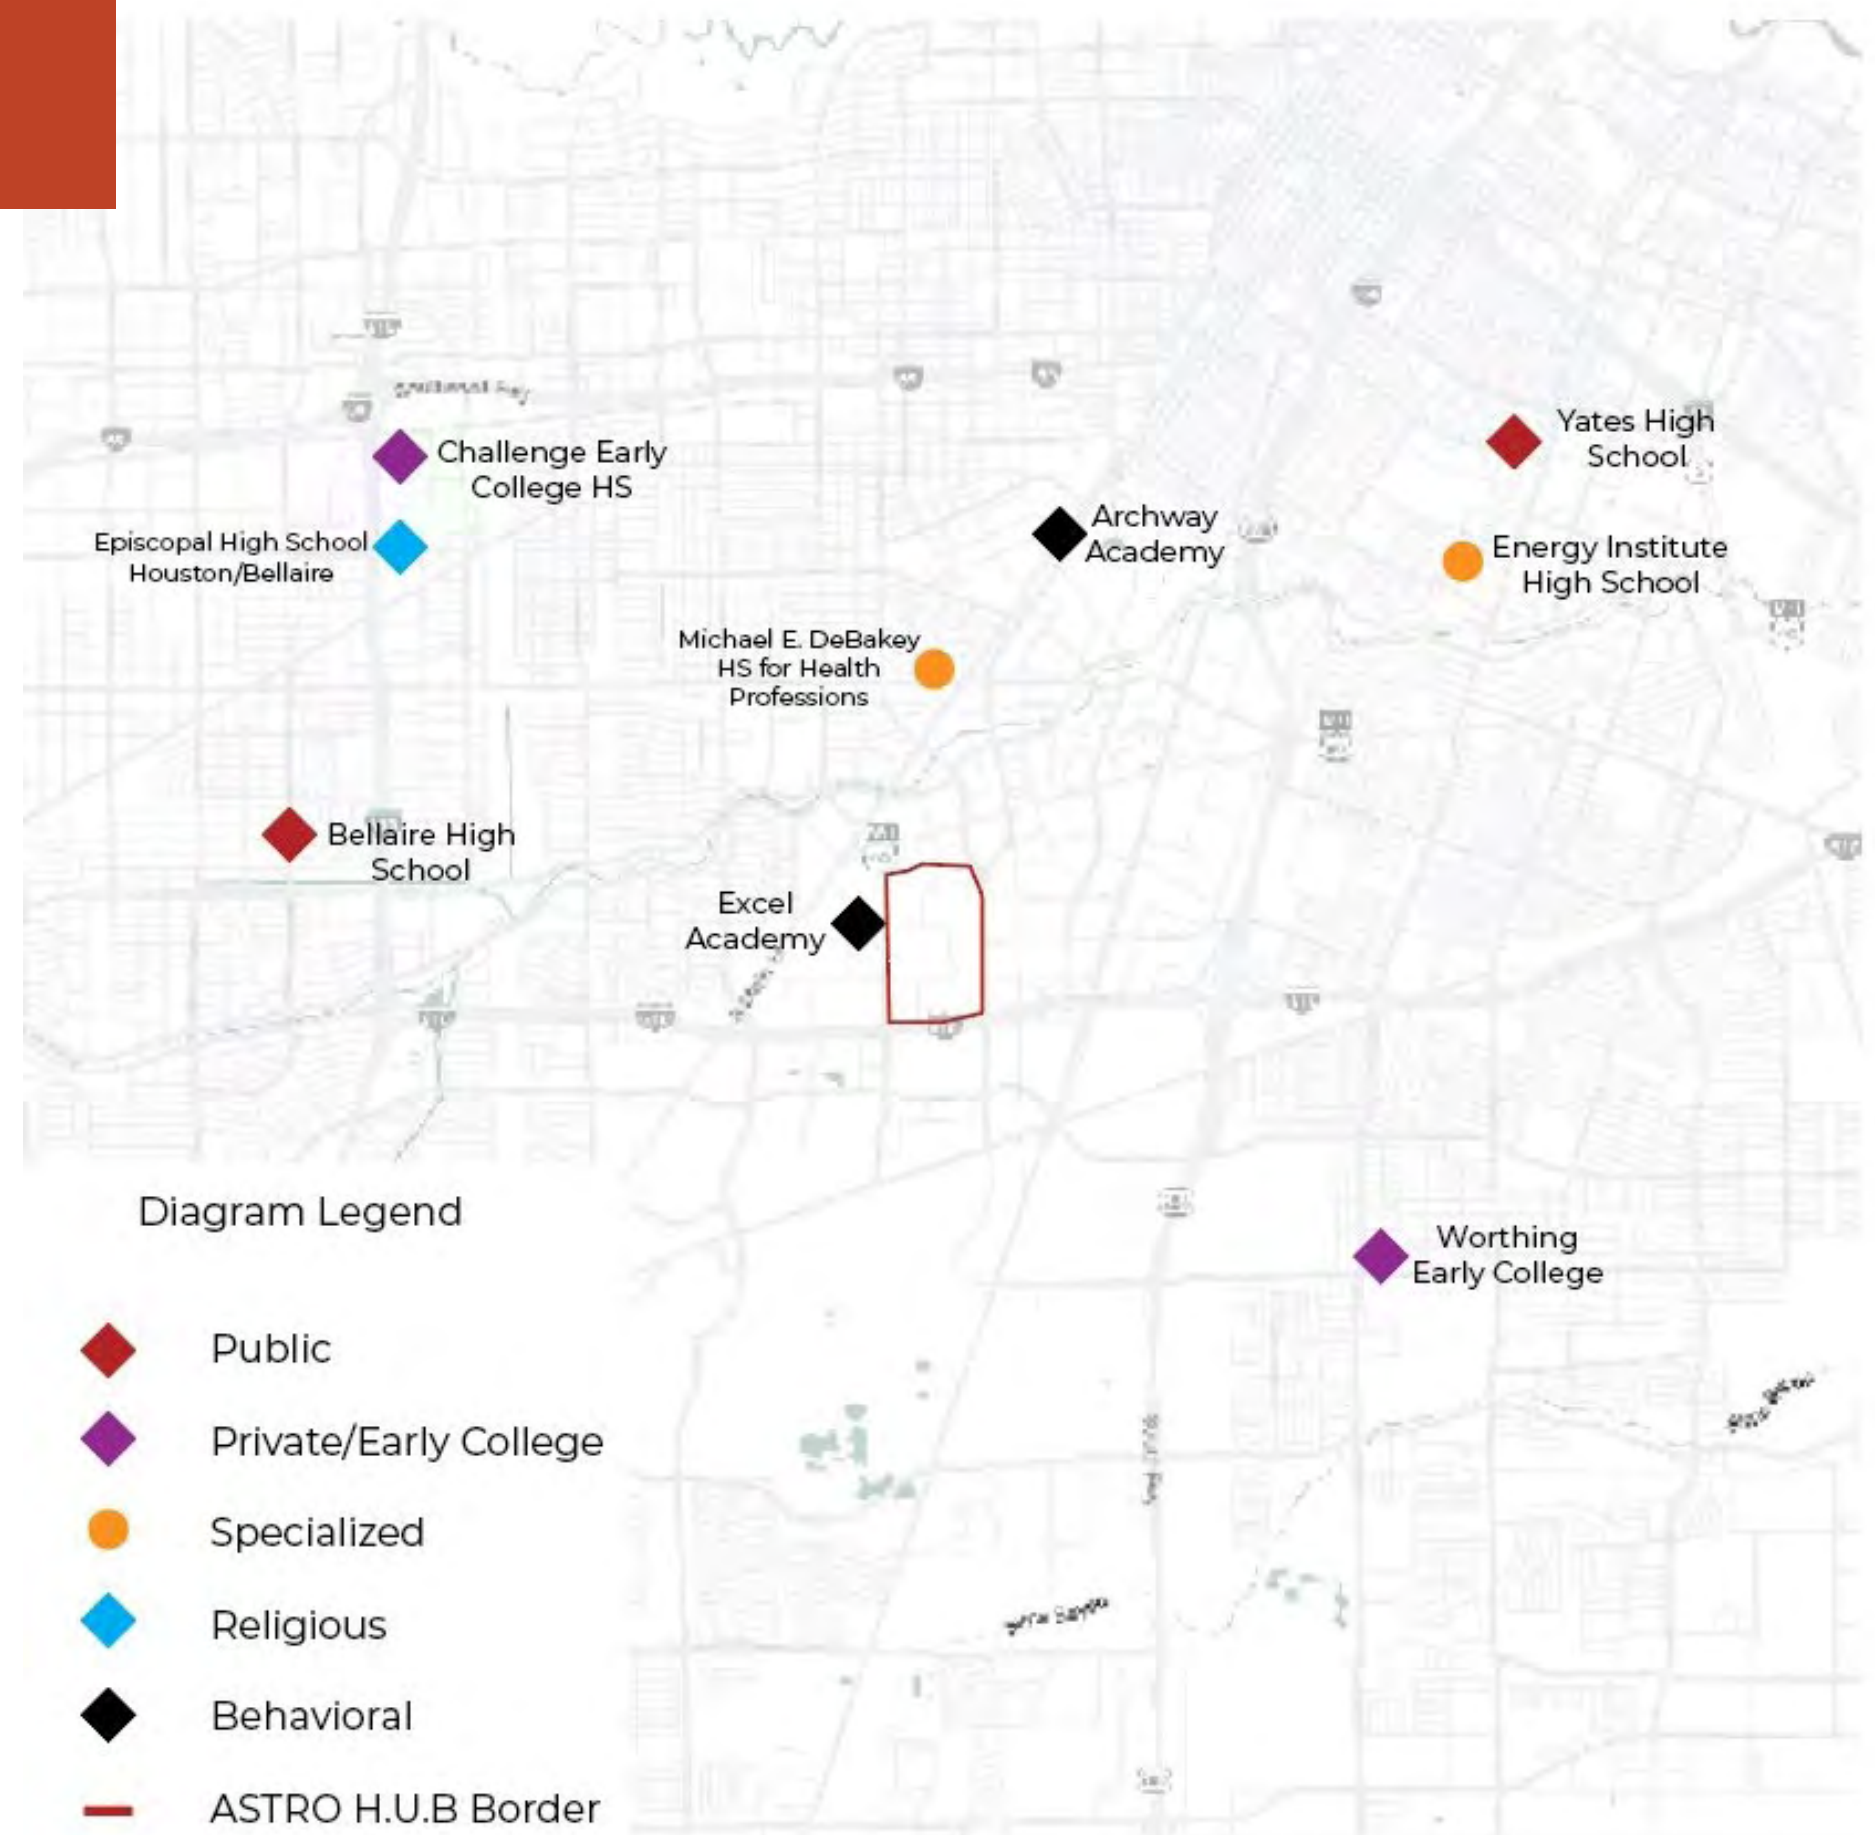 Challenge Early
College HS
Episcopal High School
Houston/Bellaire
Yates High
School
Archway
Academy
Energy Institute
High School
Michael E. DeBakey
HS for Health
Professions
Bellaire High
School
Excel
Academy
Worthing
Early College
Diagram Legend
Public
Private/Early College
Specialized
Religious
Behavioral
ASTRO H.U.B Border